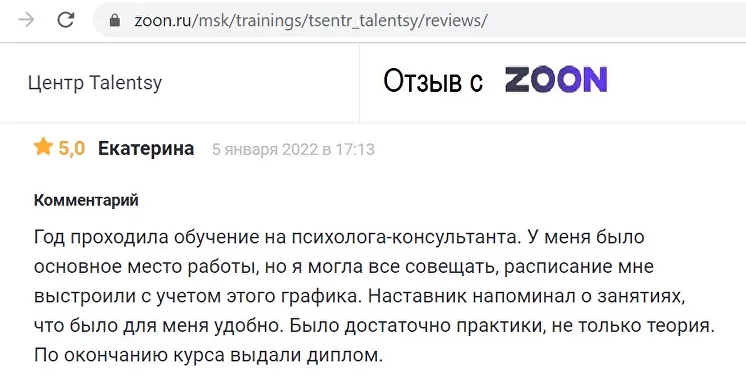 zoon.ru/msk/trainings/tsentr_talentsy/reviews/
Центр Talentsy
Отзыв с ZOON
5,0 Екатерина 5 января 2022 в 17:13
Комментарий
Год проходила обучение на психолога-консультанта. У меня было
основное место работы, но я могла все совещать, расписание мне
выстроили с учетом этого графика. Наставник напоминал о занятиях,
что было для меня удобно. Было достаточно практики, не только теория.
По окончанию курса выдали диплом.